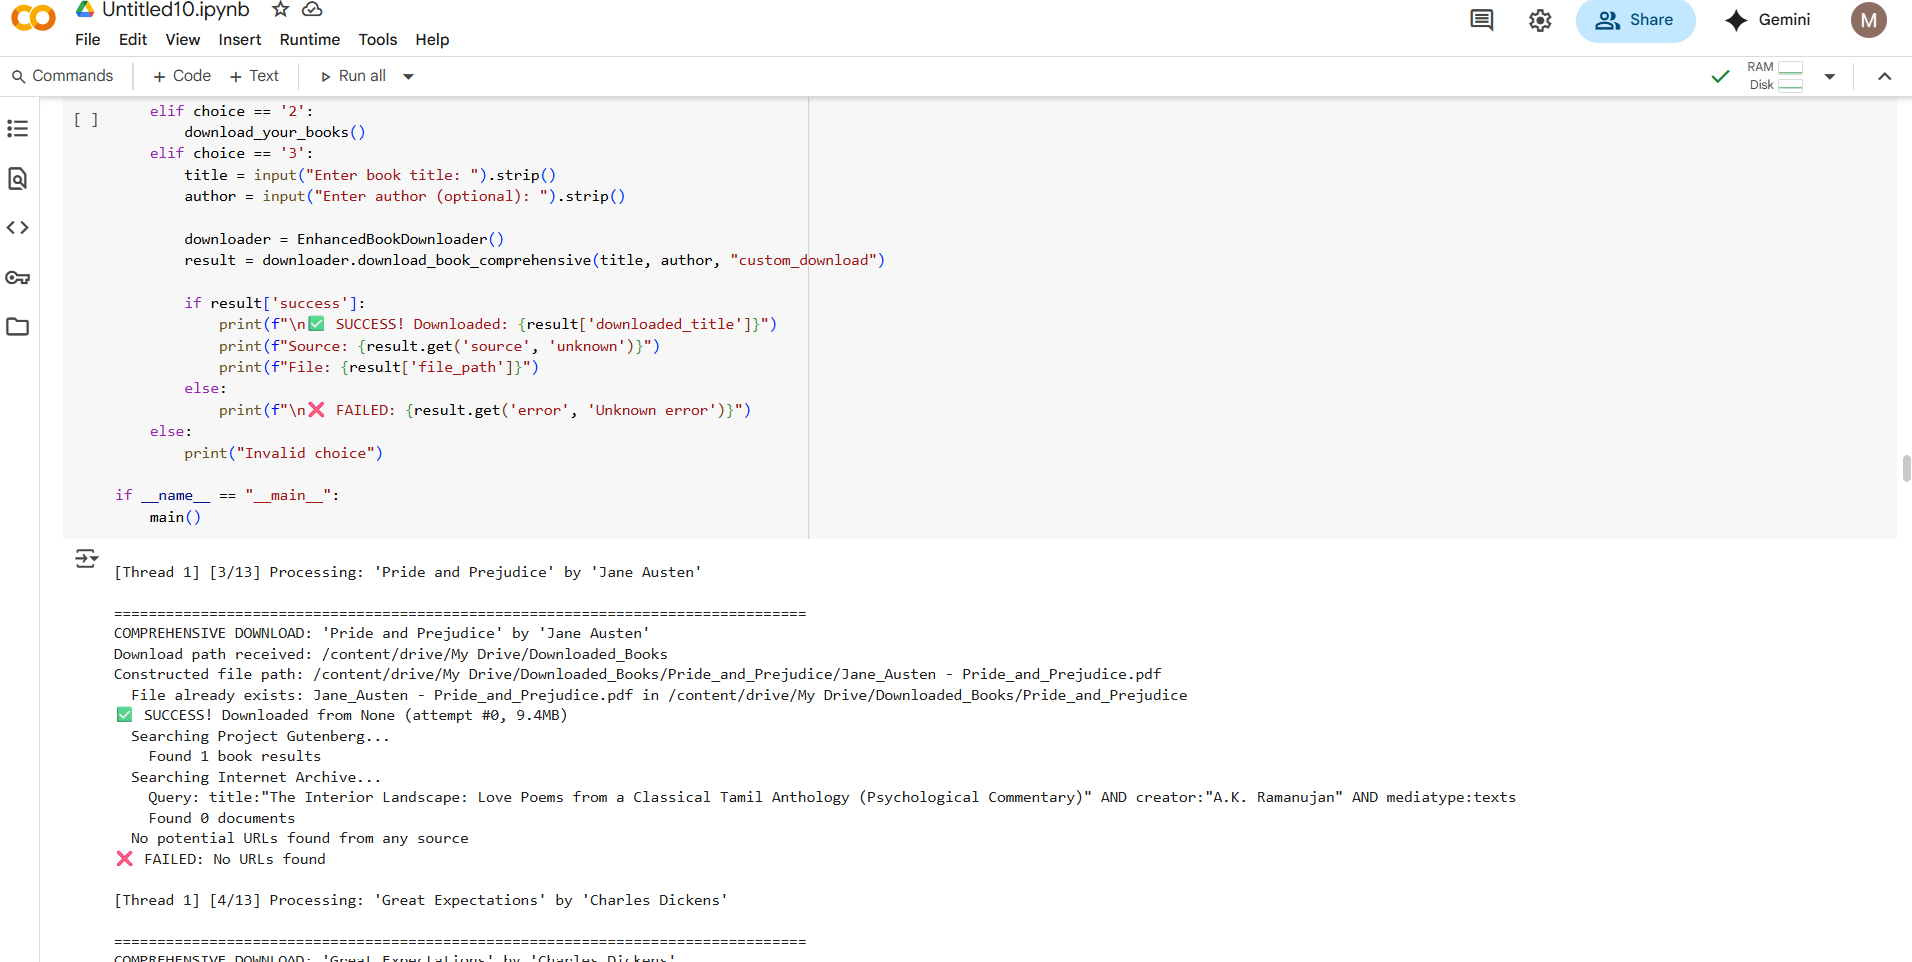 Untitled10.ipynb
File Edit View Insert Runtime Tools Help
Share
Gemini
M
Commands + Code + Text Run all
RAM
Disk
[ ]
elif choice == '2':
download_your_books()
elif choice == '3':
title = input("Enter book title: ").strip()
author = input("Enter author (optional): ").strip()
downloader = EnhancedBookDownloader()
result = downloader.download_book_comprehensive(title, author, "custom_download")
if result['success']:
print(f"\n✅ SUCCESS! Downloaded: {result['downloaded_title']}")
print(f"Source: {result.get('source', 'unknown')}")
print(f"File: {result['file_path']}")
else:
print(f"\n❌ FAILED: {result.get('error', 'Unknown error')}")
else:
print("Invalid choice")
if __name__ == "__main__":
main()
[Thread 1] [3/13] Processing: 'Pride and Prejudice' by 'Jane Austen'
================================================================================
COMPREHENSIVE DOWNLOAD: 'Pride and Prejudice' by 'Jane Austen'
Download path received: /content/drive/My Drive/Downloaded_Books
Constructed file path: /content/drive/My Drive/Downloaded_Books/Pride_and_Prejudice/Jane_Austen - Pride_and_Prejudice.pdf
File already exists: Jane_Austen - Pride_and_Prejudice.pdf in /content/drive/My Drive/Downloaded_Books/Pride_and_Prejudice
✅ SUCCESS! Downloaded from None (attempt #0, 9.4MB)
Searching Project Gutenberg...
Found 1 book results
Searching Internet Archive...
Query: title:"The Interior Landscape: Love Poems from a Classical Tamil Anthology (Psychological Commentary)" AND creator:"A.K. Ramanujan" AND mediatype:texts
Found 0 documents
No potential URLs found from any source
❌ FAILED: No URLs found
[Thread 1] [4/13] Processing: 'Great Expectations' by 'Charles Dickens'
================================================================================
COMPREHENSIVE DOWNLOAD: 'Great Expectations' by 'Charles Dickens'